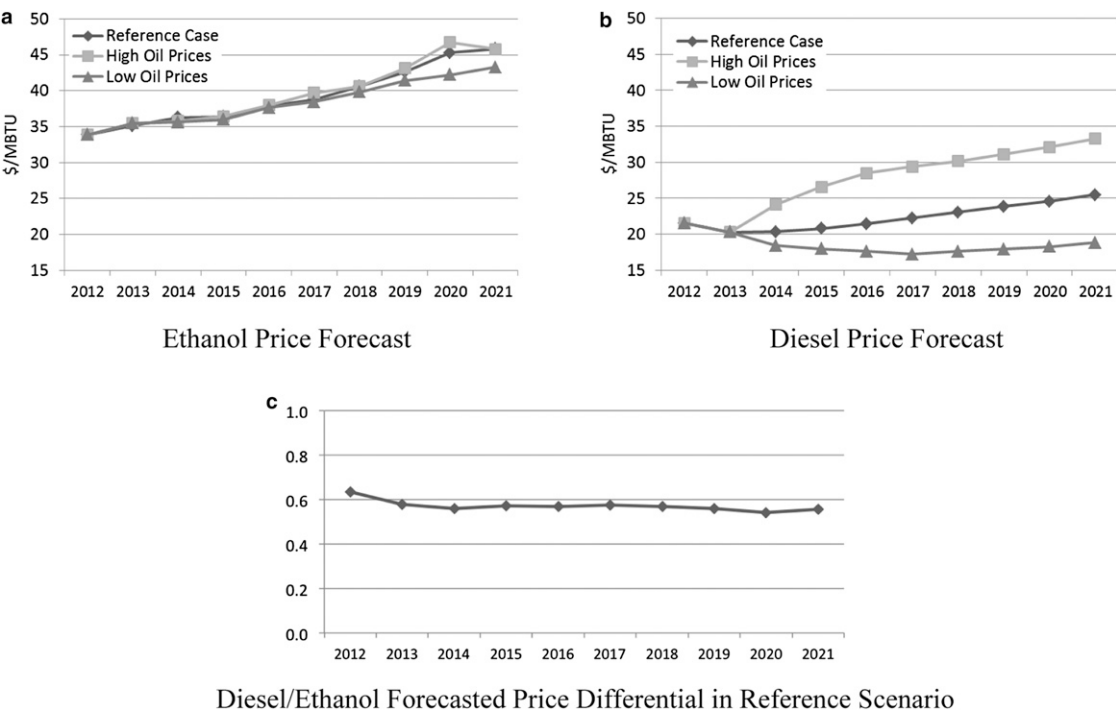 a
50
45
40
35
30
25
20
15
$/MBTU
Reference Case
High Oil Prices
Low Oil Prices
2012 2013 2014 2015 2016 2017 2018 2019 2020 2021
Ethanol Price Forecast
b
50
45
40
35
30
25
20
15
$/MBTU
Reference Case
High Oil Prices
Low Oil Prices
2012 2013 2014 2015 2016 2017 2018 2019 2020 2021
Diesel Price Forecast
c
1.0
0.8
0.6
0.4
0.2
0.0
2012 2013 2014 2015 2016 2017 2018 2019 2020 2021
Diesel/Ethanol Forecasted Price Differential in Reference Scenario